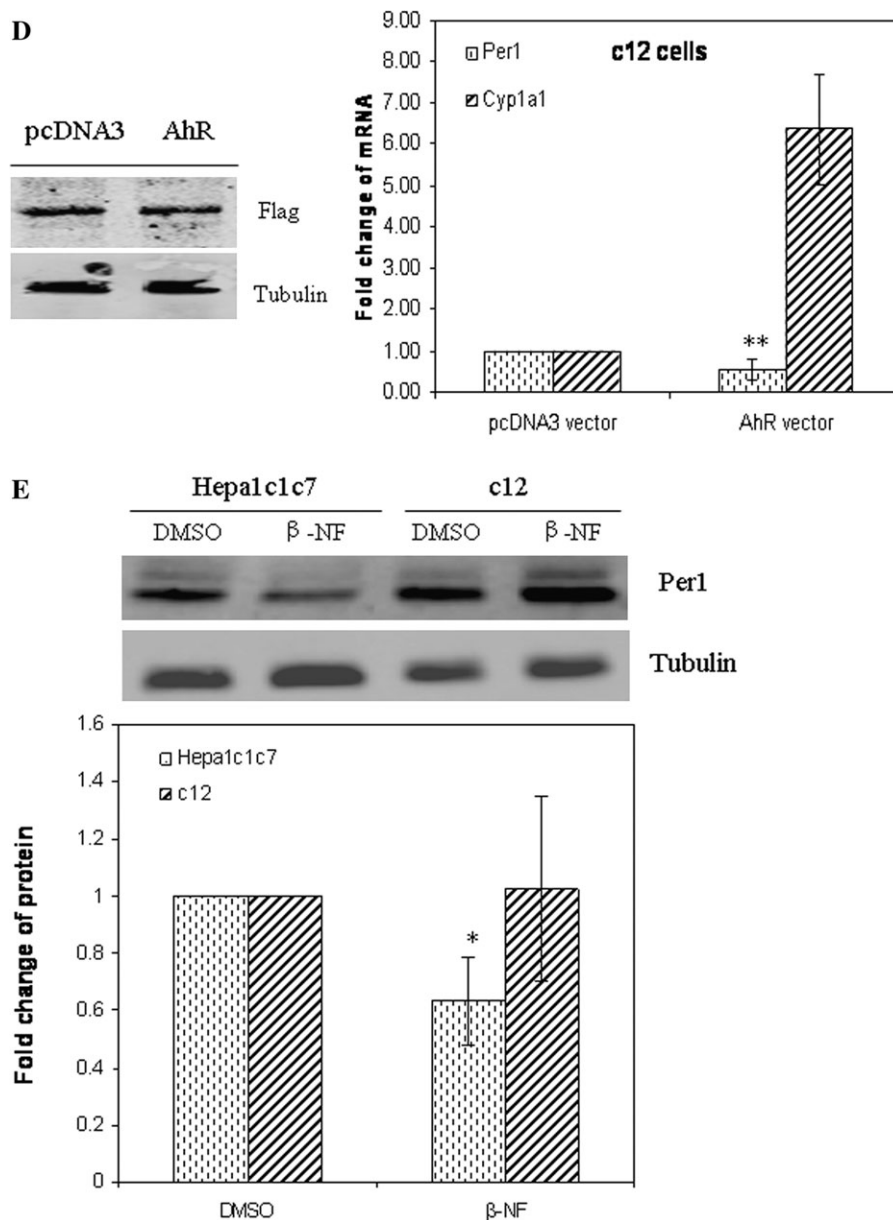 D
pcDNA3 AhR
Flag
Tubulin
9.00
8.00
7.00
6.00
5.00
4.00
3.00
2.00
1.00
0.00
Fold change of mRNA
Per1
Cyp1a1
c12 cells
**
pcDNA3 vector AhR vector
E
Hepa1c1c7 c12
DMSO β-NF DMSO β-NF
Per1
Tubulin
1.6
1.4
1.2
1
0.8
0.6
0.4
0.2
0
Fold change of protein
Hepa1c1c7
c12
*
DMSO β-NF